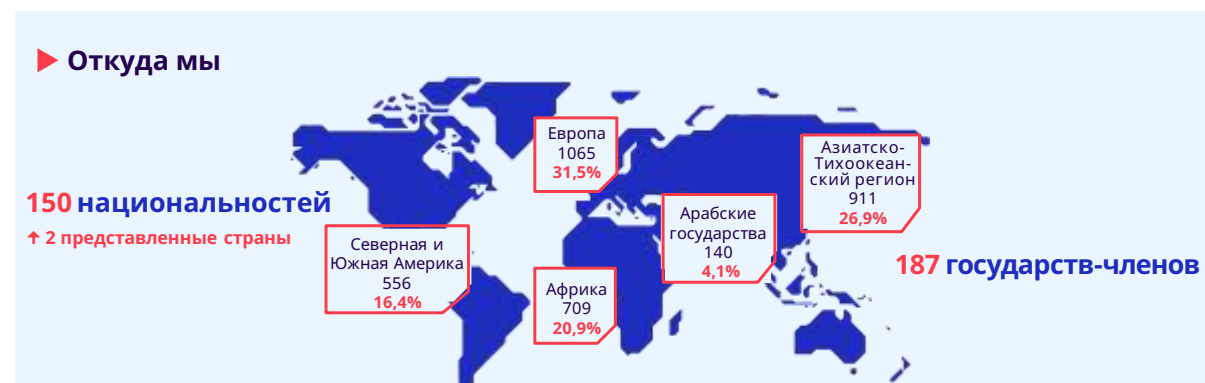 Откуда мы
Европа
1065
31,5%
Азиатско-
Тихоокеан-
ский регион
911
26,9%
150 национальностей
🠅 2 представленные страны
Арабские
государства
140
4,1%
Северная и
Южная Америка
556
16,4%
187 государств-членов
Африка
709
20,9%